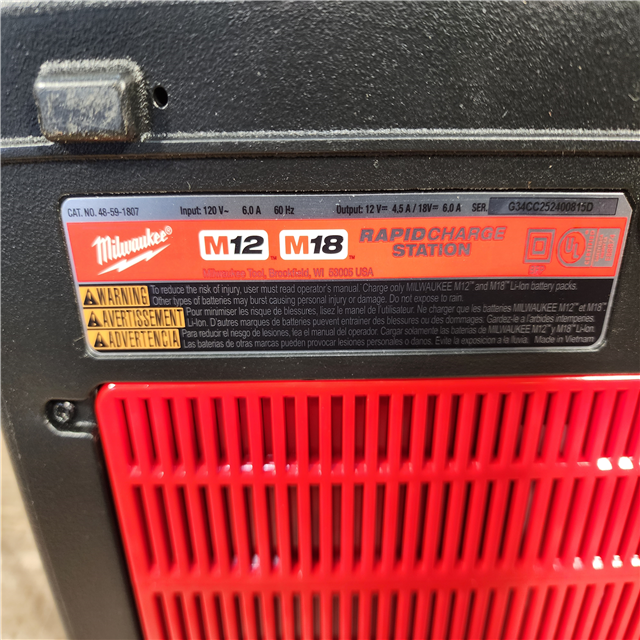 CAT. NO. 48-59-1807 Input: 120 V~ 6.0 A 60 Hz Output: 12 V⎓ 4.5 A / 18V⎓ 6.0 A SER. G34CC252400815D
Milwaukee® M12™ M18™ RAPID CHARGE
STATION
UL
Milwaukee Tool, Brookfield, WI 53005 USA
WARNING To reduce the risk of injury, user must read operator's manual. Charge only MILWAUKEE M12™ and M18™ Li-Ion battery packs.
Other types of batteries may burst causing personal injury or damage. Do not expose to rain.
AVERTISSEMENT Pour minimiser les risque de blessures, lisez le manuel de l'utilisateur. Ne charger que les batteries MILWAUKEE M12™ et M18™
Li-Ion. D'autres marques de batteries peuvent entraîner blessures ou des dommages. Gardez-le à l'abri des intempéries.
ADVERTENCIA Para reducir el riesgo de lesiones, lea el manual del operador. Cargue sólo baterías de MILWAUKEE M12™ y M18™ Li-Ion.
Las baterías de otras marcas pueden provocar lesiones personales o daños. Evite la exposición a la lluvia. Made in Vietnam